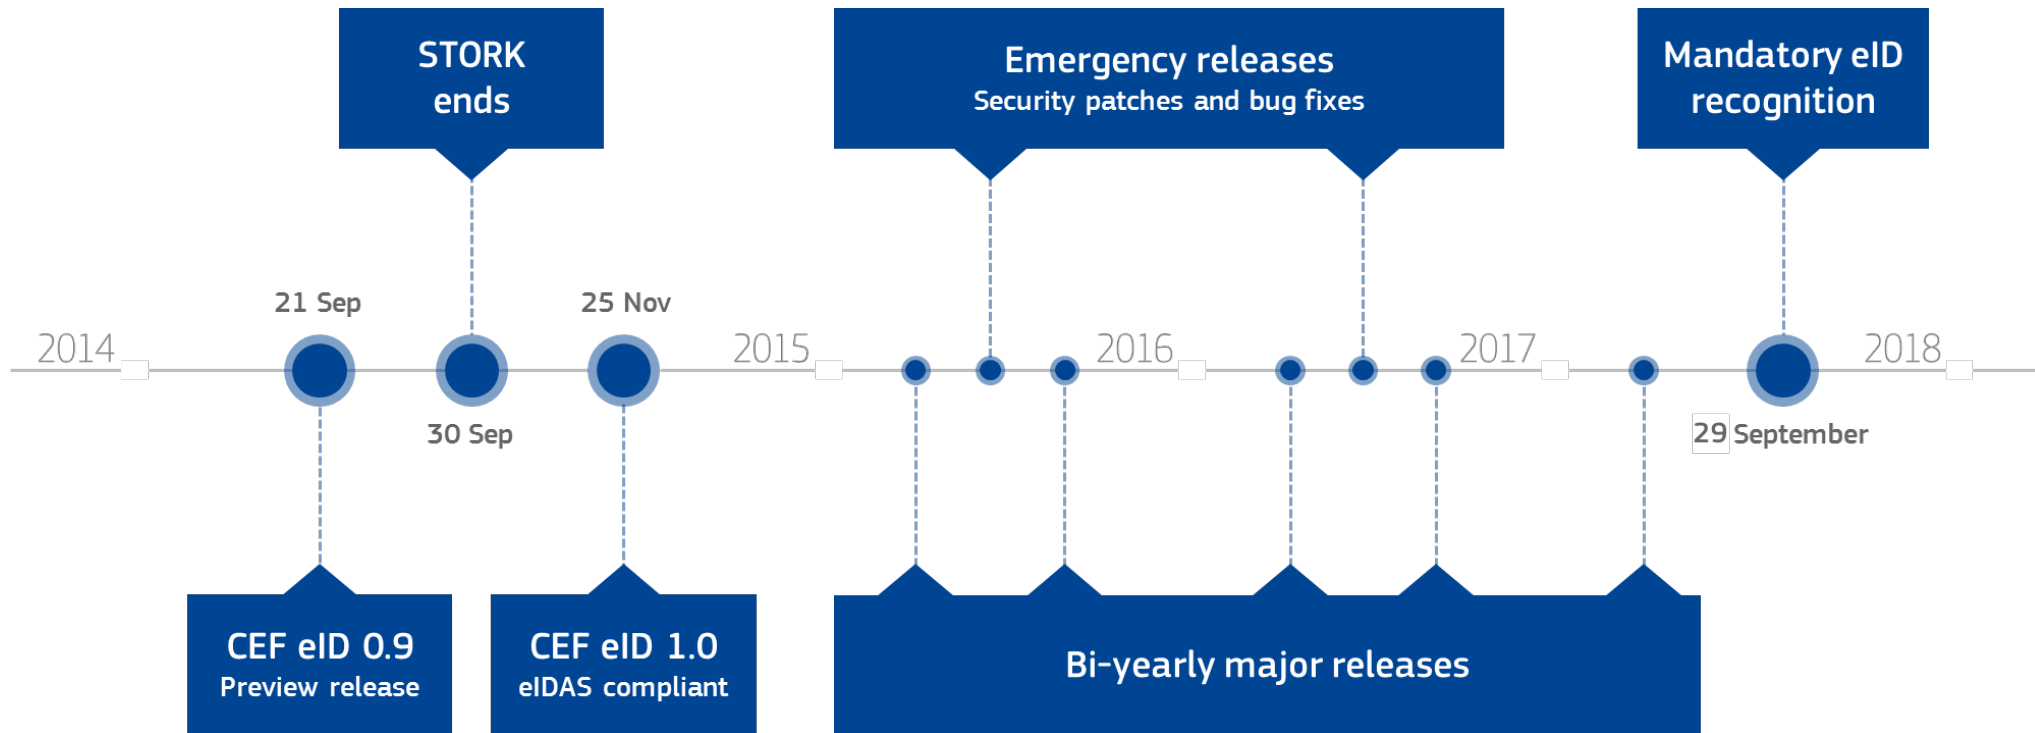 STORK
ends
Emergency releases
Security patches and bug fixes
Mandatory eID
recognition
21 Sep
25 Nov
2014
2015
2016
2017
2018
30 Sep
29 September
CEF eID 0.9
Preview release
CEF eID 1.0
eIDAS compliant
Bi-yearly major releases